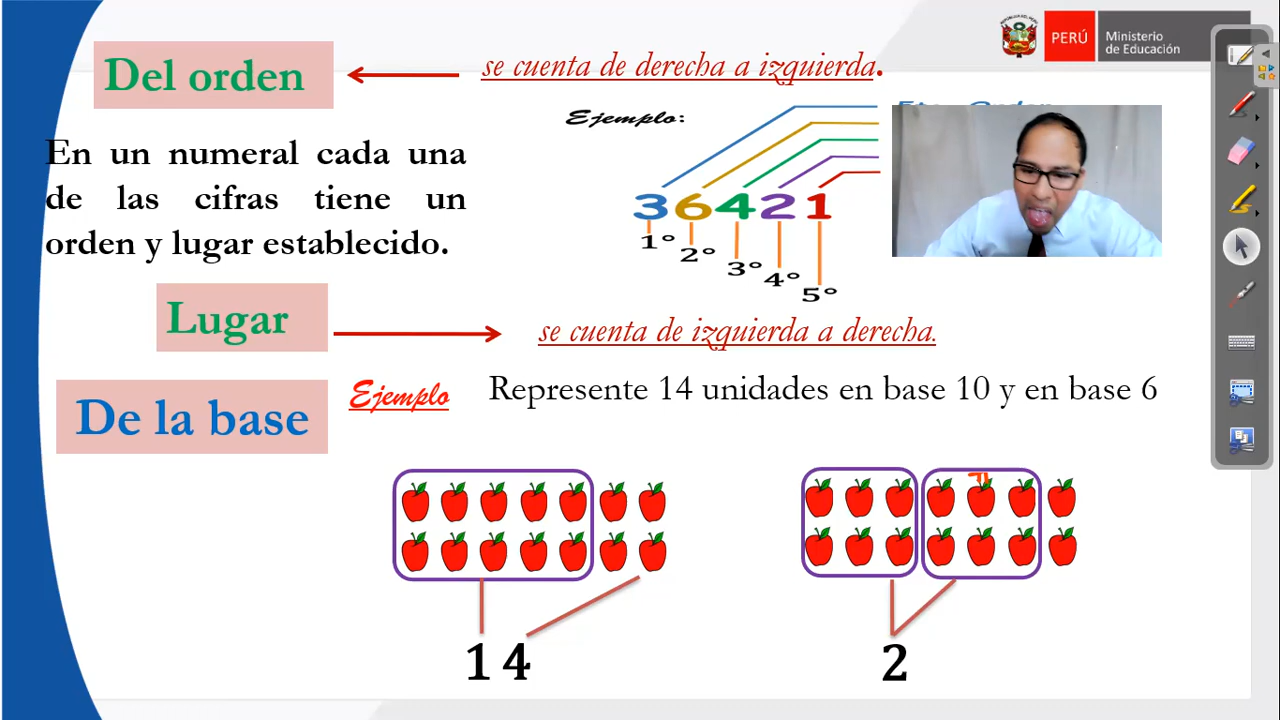 PERÚ
Ministerio
de Educación
Del orden
se cuenta de derecha a izquierda.
Ejemplo:
En un numeral cada una
de las cifras tiene un
orden y lugar establecido.
36421
1° 2° 3° 4° 5°
Lugar
se cuenta de izquierda a derecha.
De la base
Ejemplo
Represente 14 unidades en base 10 y en base 6
14
2